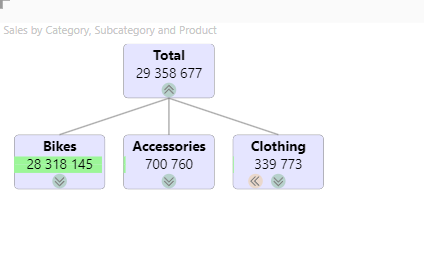 Sales by Category, Subcategory and Product
Total
29 358 677
Bikes
28 318 145
Accessories
700 760
Clothing
339 773